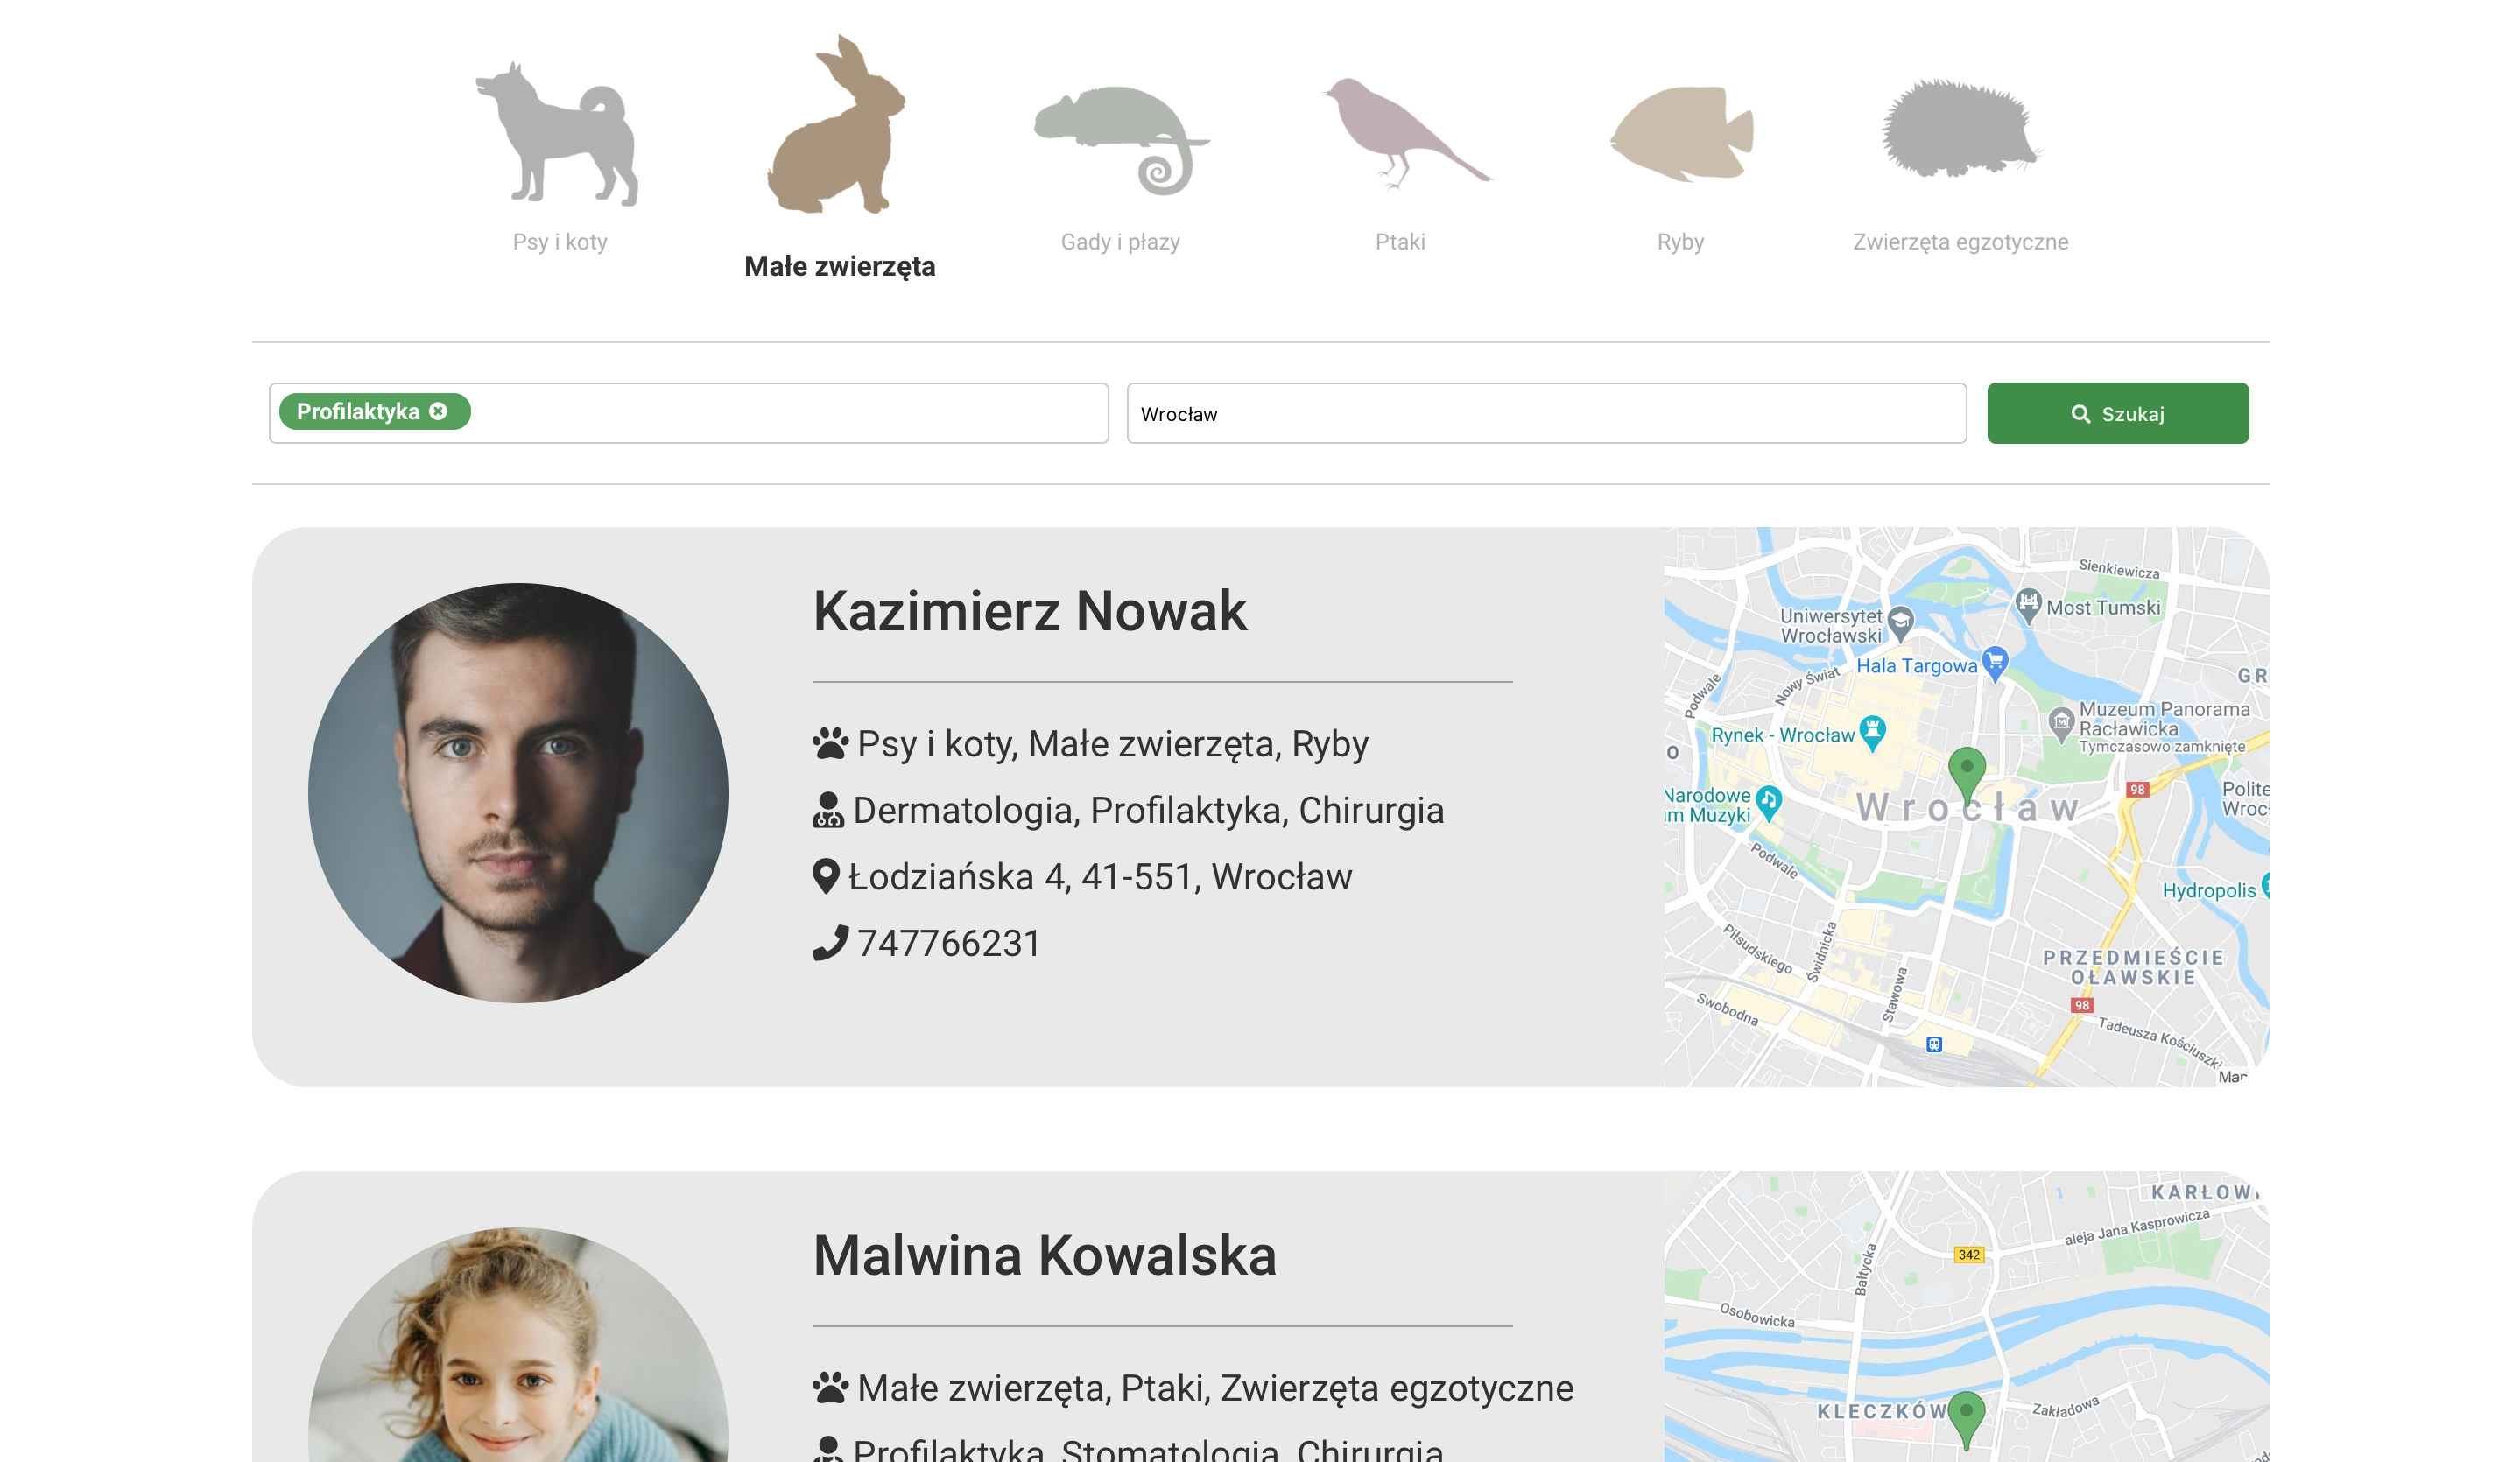 Psy i koty
Małe zwierzęta
Gady i płazy
Ptaki
Ryby
Zwierzęta egzotyczne
Profilaktyka
Wrocław
Szukaj
Kazimierz Nowak
Psy i koty, Małe zwierzęta, Ryby
Dermatologia, Profilaktyka, Chirurgia
Łodziańska 4, 41-551, Wrocław
747766231
Sienkiewicza
Most Tumski
Uniwersytet
Wrocławski
Hala Targowa
GR
Nowy Świat
Podwale
Muzeum Panorama
Racławicka
Tymczasowo zamknięte
Rynek - Wrocław
o
98
Polite
Wroc
Narodowe
im Muzyki
Wrocław
Podwale
Hydropolis
Piłsudskiego
Świdnicka
PRZEDMIEŚCIE
OŁAWSKIE
Stawowa
Swobodna
98
Tadeusza Kościuszki
Map
Malwina Kowalska
Małe zwierzęta, Ptaki, Zwierzęta egzotyczne
Profilaktyka, Stomatologia, Chirurgia
KARŁOWI
aleja Jana Kasprowicza
342
Bałtycka
Osobowicka
KLECZKÓW
Zakładowa